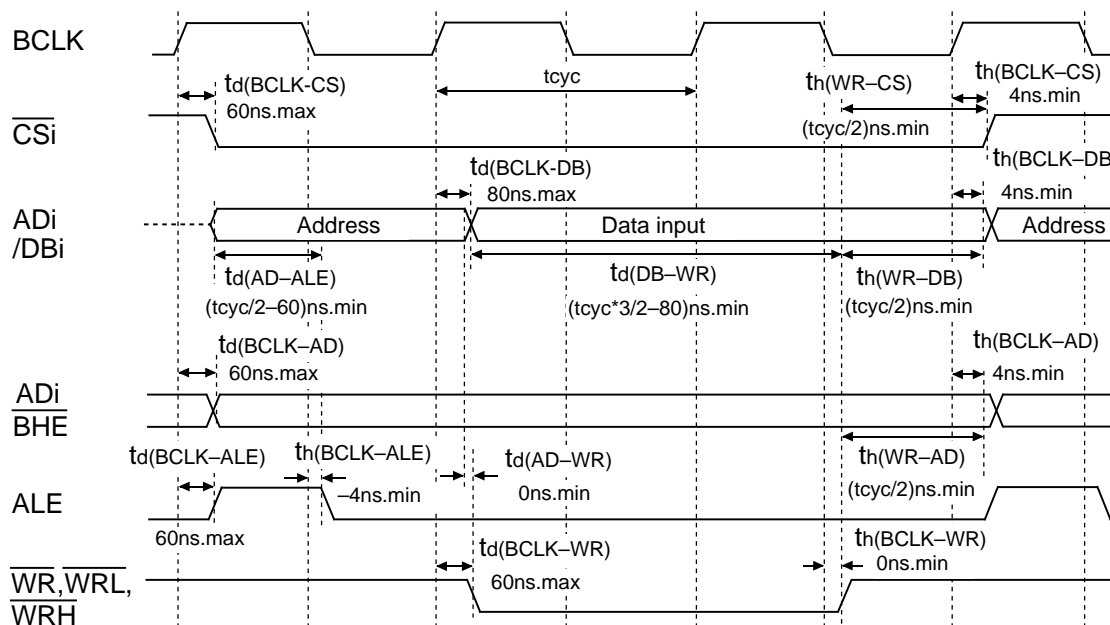 BCLK
td(BCLK-CS)
60ns.max
tcyc
th(WR–CS)
(tcyc/2)ns.min
th(BCLK–CS)
4ns.min
CSi
td(BCLK-DB)
80ns.max
th(BCLK–DB
4ns.min
ADi
/DBi
Address
Data input
Address
td(AD–ALE)
(tcyc/2–60)ns.min
td(DB–WR)
(tcyc*3/2–80)ns.min
th(WR–DB)
(tcyc/2)ns.min
td(BCLK–AD)
60ns.max
th(BCLK–AD)
4ns.min
ADi
BHE
td(BCLK–ALE)
60ns.max
th(BCLK–ALE)
–4ns.min
td(AD–WR)
0ns.min
th(WR–AD)
(tcyc/2)ns.min
ALE
td(BCLK–WR)
60ns.max
th(BCLK–WR)
0ns.min
WR,WRL,
WRH